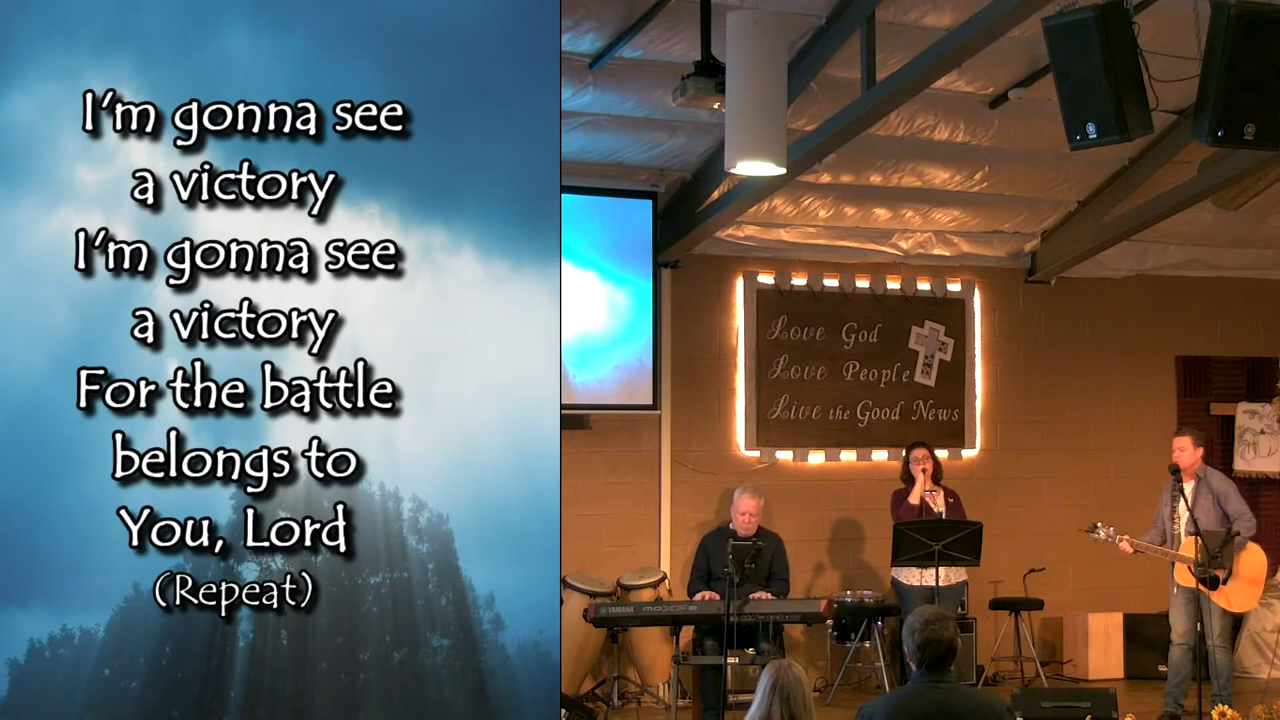 I'm gonna see
a victory
I'm gonna see
a victory
For the battle
belongs to
You, Lord
(Repeat)
Love God
Love People
Live the Good News
YAMAHA MOXF8